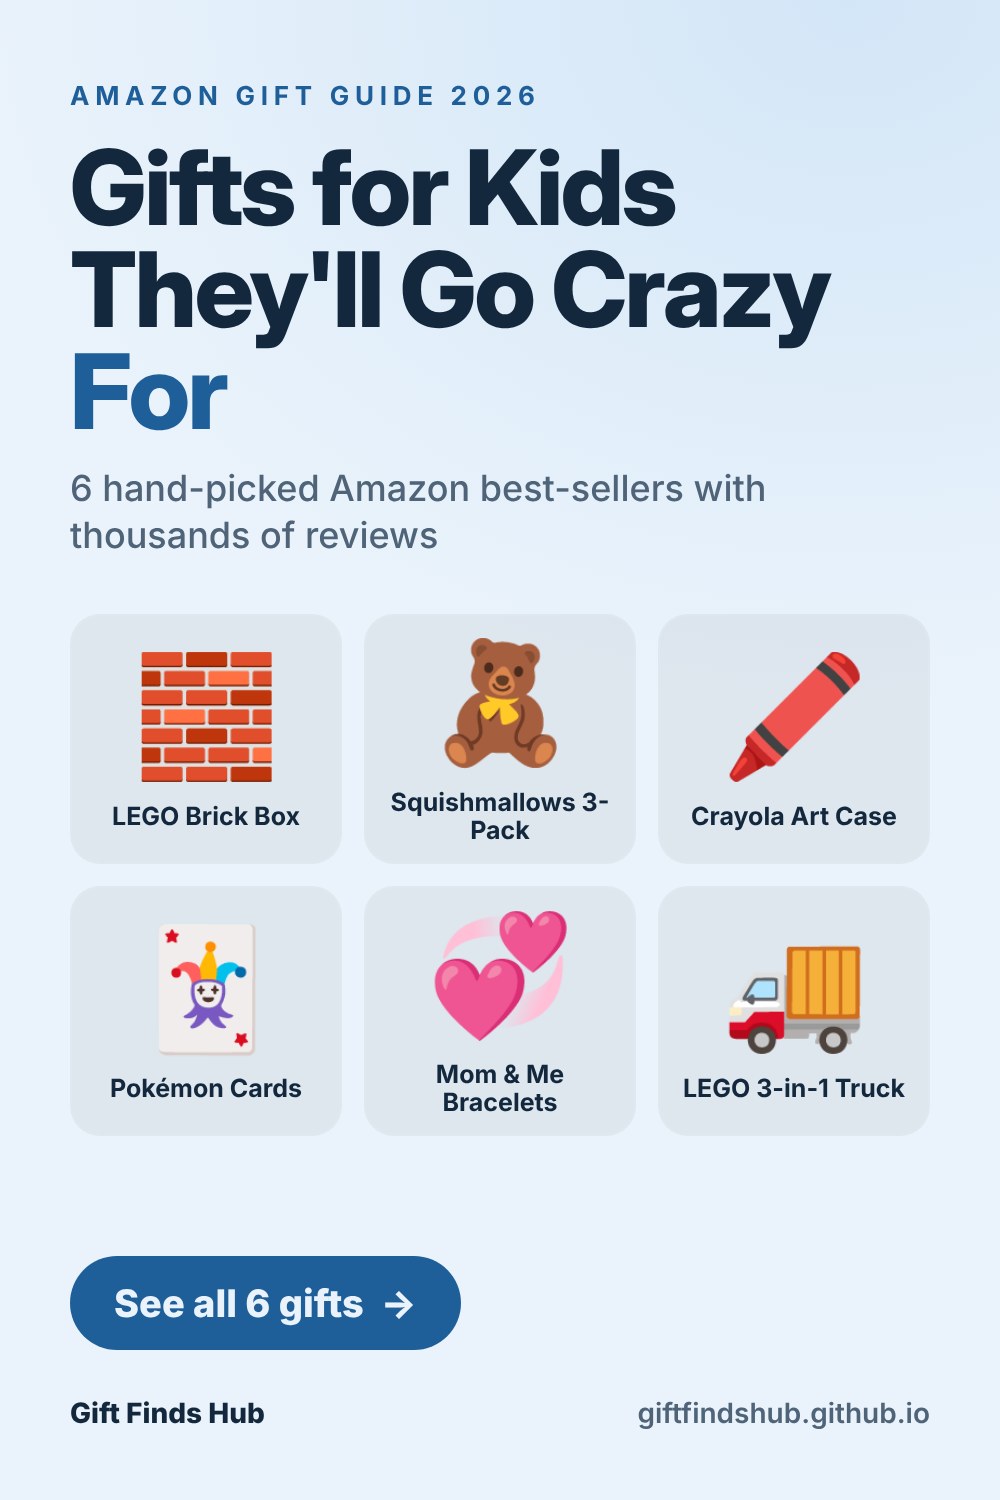 AMAZON GIFT GUIDE 2026
Gifts for Kids
They'll Go Crazy
For
6 hand-picked Amazon best-sellers with
thousands of reviews
LEGO Brick Box
Squishmallows 3-
Pack
Crayola Art Case
Pokémon Cards
Mom & Me
Bracelets
LEGO 3-in-1 Truck
See all 6 gifts →
Gift Finds Hub
giftfindshub.github.io